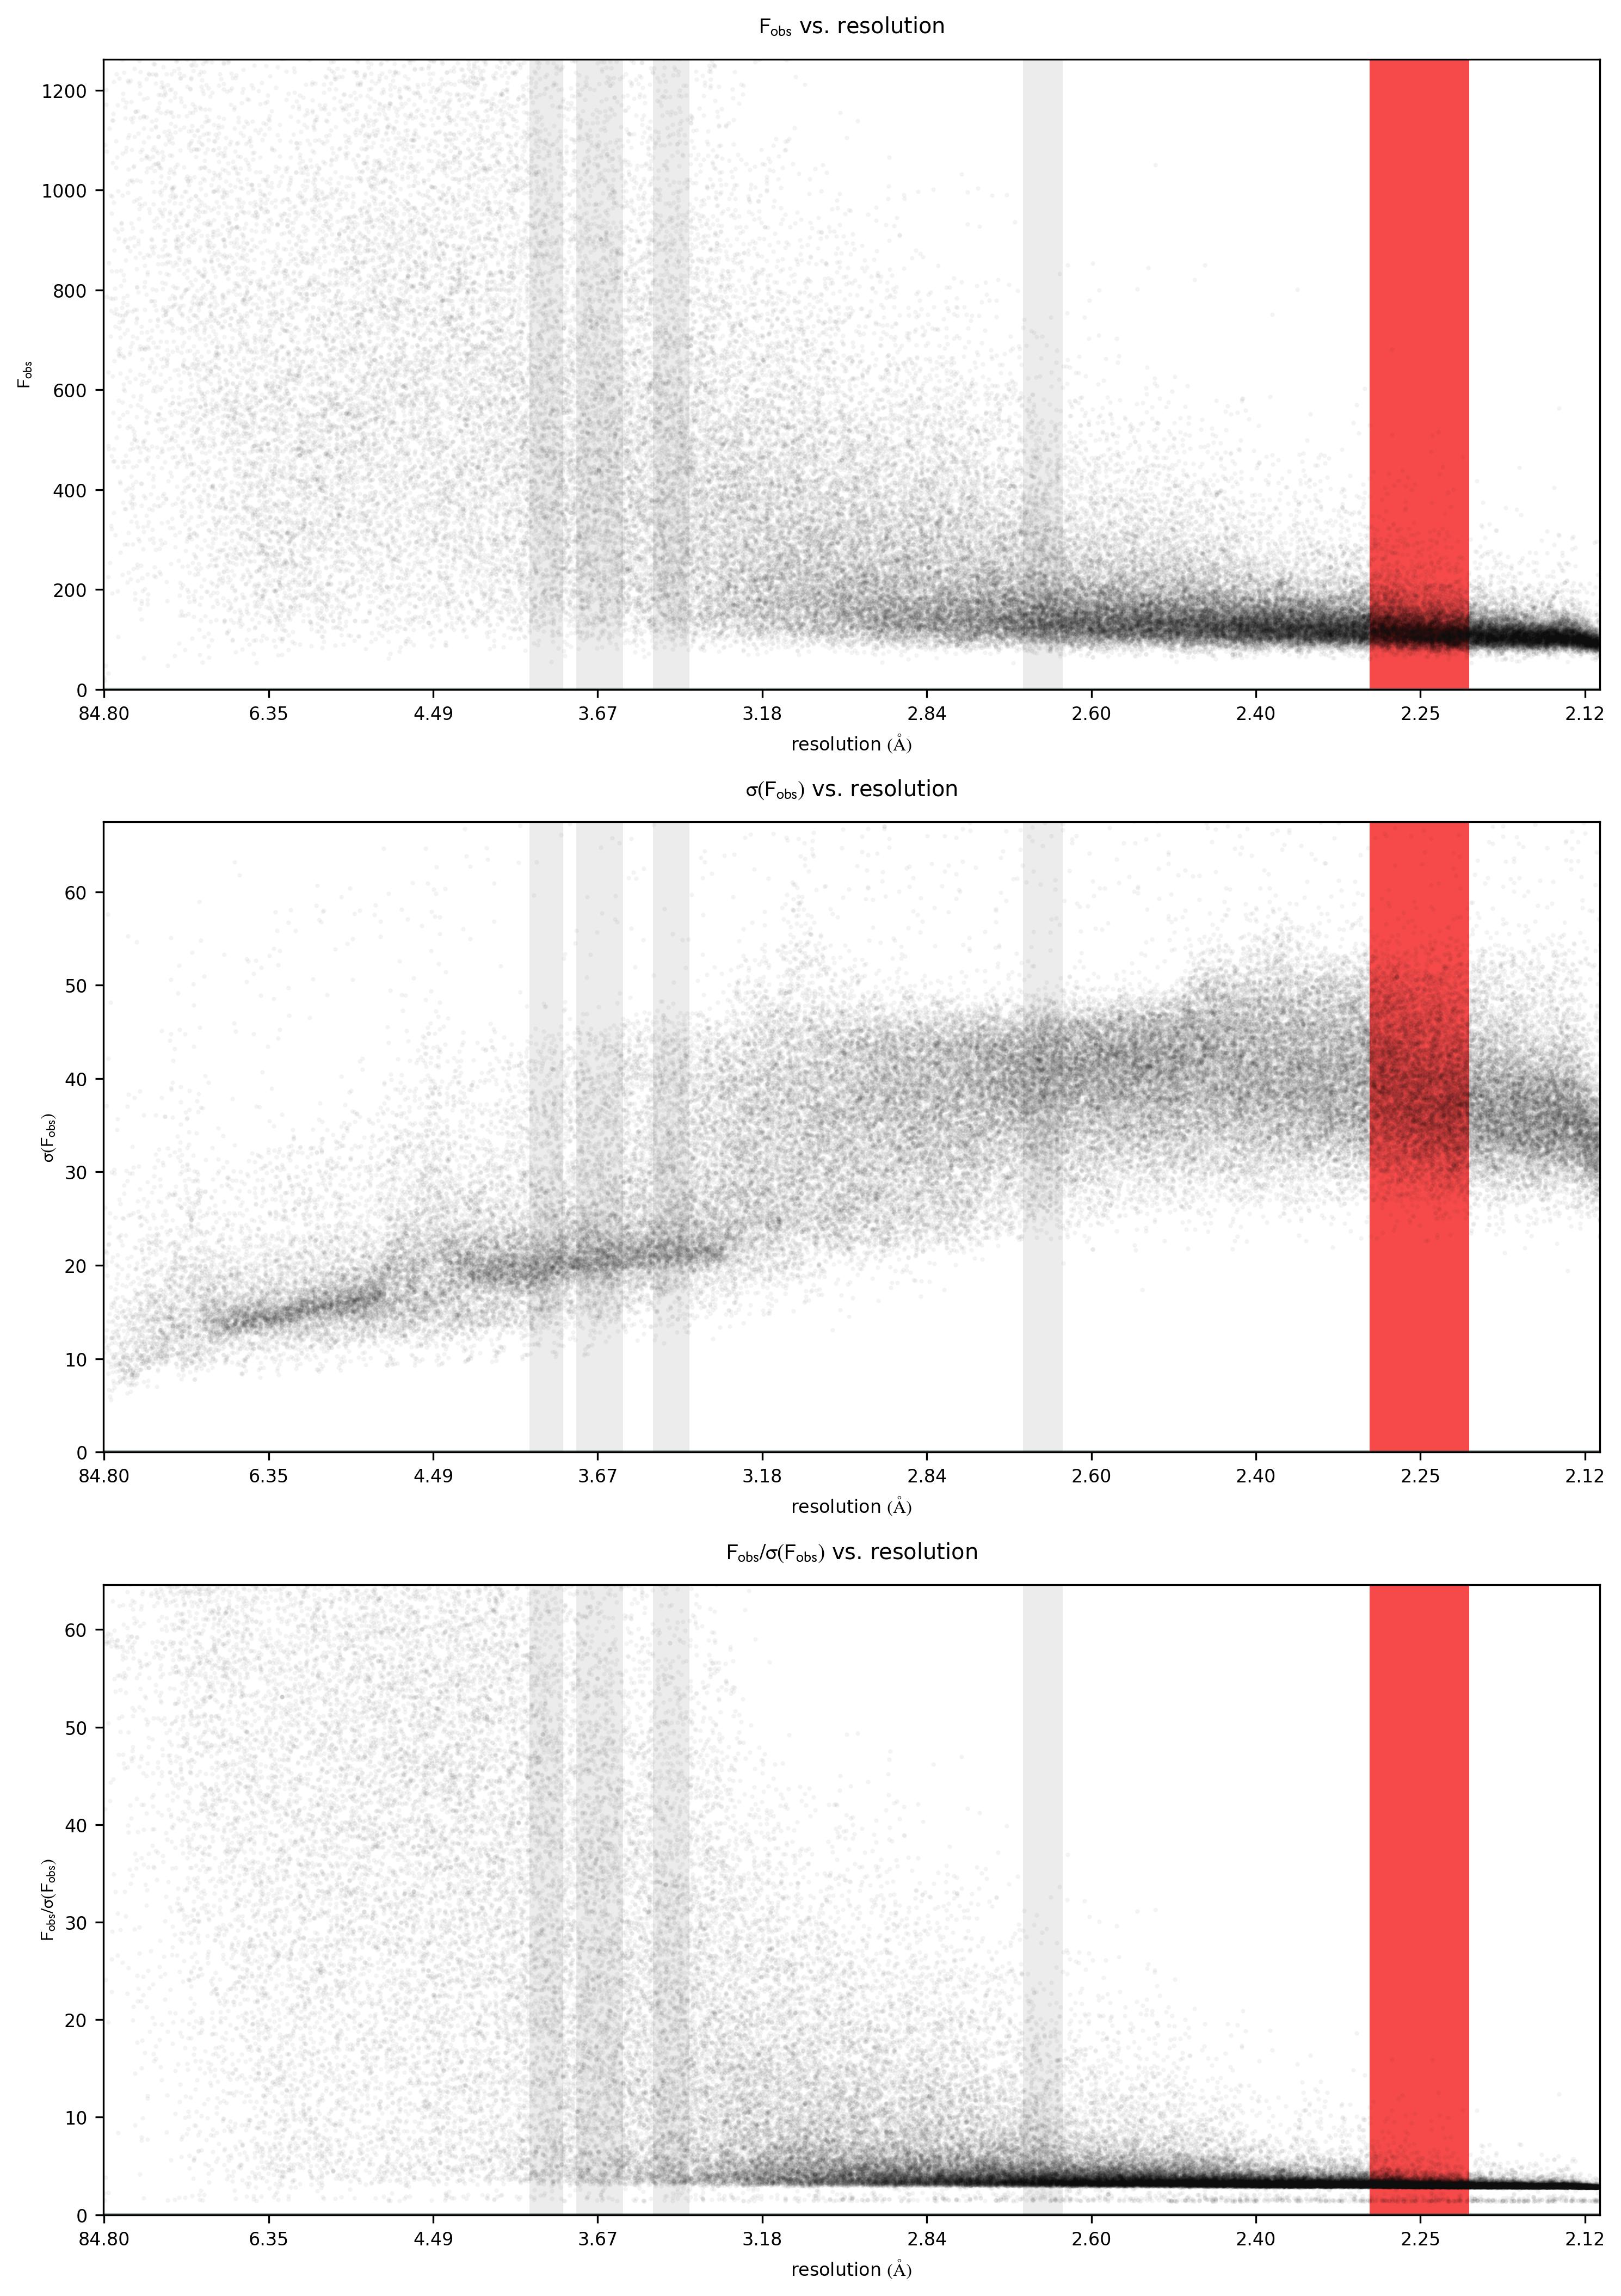 Fobs vs. resolution
1200
1000
800
600
400
200
0
Fobs
84.80 6.35 4.49 3.67 3.18 2.84 2.60 2.40 2.25 2.12
resolution (Å)
σ(Fobs) vs. resolution
60
50
40
30
20
10
0
σ(Fobs)
84.80 6.35 4.49 3.67 3.18 2.84 2.60 2.40 2.25 2.12
resolution (Å)
Fobs/σ(Fobs) vs. resolution
60
50
40
30
20
10
0
Fobs/σ(Fobs)
84.80 6.35 4.49 3.67 3.18 2.84 2.60 2.40 2.25 2.12
resolution (Å)